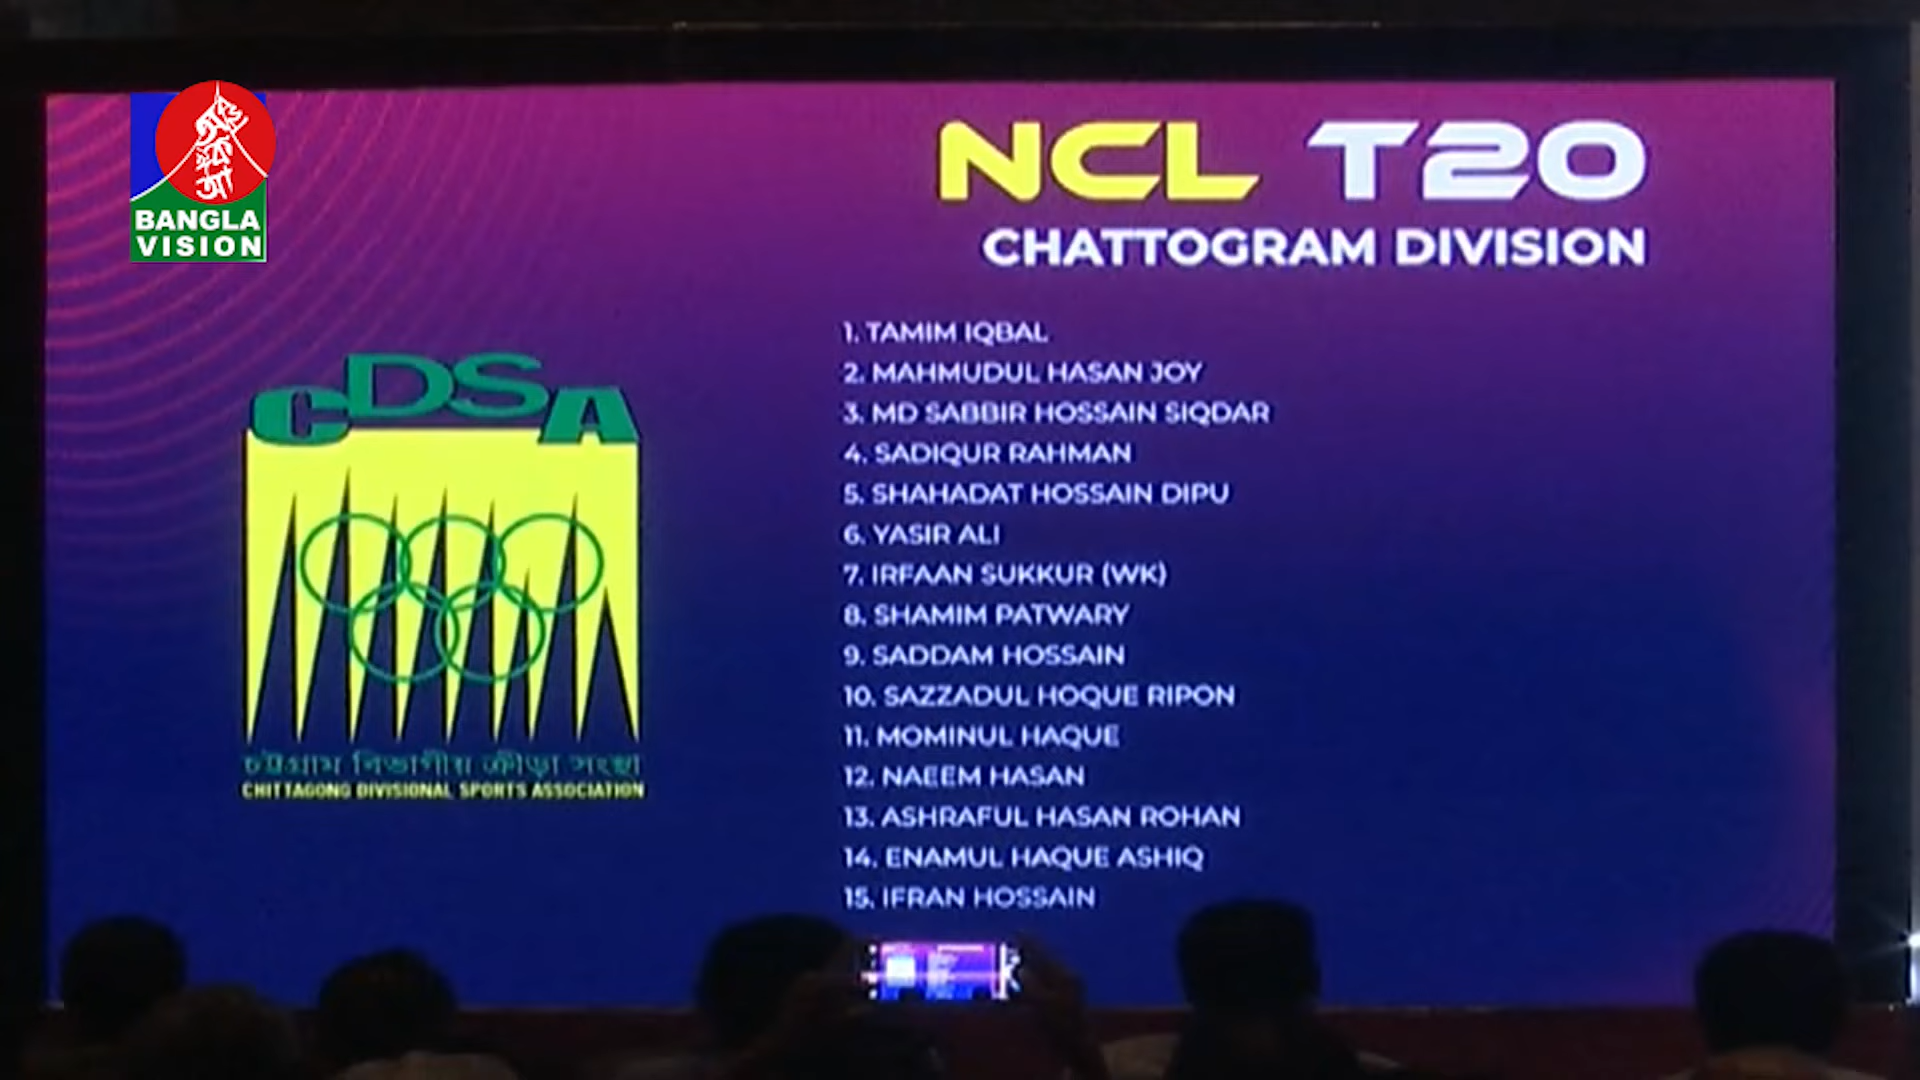 বাংলাভিশন
BANGLA
VISION
NCL T20
CHATTOGRAM DIVISION
CDSA
চট্টগ্রাম বিভাগীয় ক্রীড়া সংস্থা
CHITTAGONG DIVISIONAL SPORTS ASSOCIATION
1. TAMIM IQBAL
2. MAHMUDUL HASAN JOY
3. MD SABBIR HOSSAIN SIQDAR
4. SADIQUR RAHMAN
5. SHAHADAT HOSSAIN DIPU
6. YASIR ALI
7. IRFAAN SUKKUR (WK)
8. SHAMIM PATWARY
9. SADDAM HOSSAIN
10. SAZZADUL HOQUE RIPON
11. MOMINUL HAQUE
12. NAEEM HASAN
13. ASHRAFUL HASAN ROHAN
14. ENAMUL HAQUE ASHIQ
15. IFRAN HOSSAIN